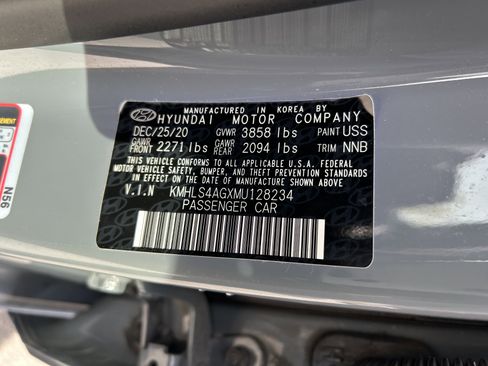 MANUFACTURED IN KOREA BY
HYUNDAI MOTOR COMPANY
DEC/25/20 GVWR 3858 lbs PAINT USS
GAWR FRONT 2271 lbs GAWR REAR 2094 lbs TRIM NNB
THIS VEHICLE CONFORMS TO ALL APPLICABLE U.S.A. FEDERAL
MOTOR VEHICLE SAFETY, BUMPER, AND THEFT PREVENTION
STANDARDS IN EFFECT ON THE DATE OF MANUFACTURE SHOWN ABOVE.
V.I.N KMHLS4AGXMU128234
PASSENGER CAR
N56